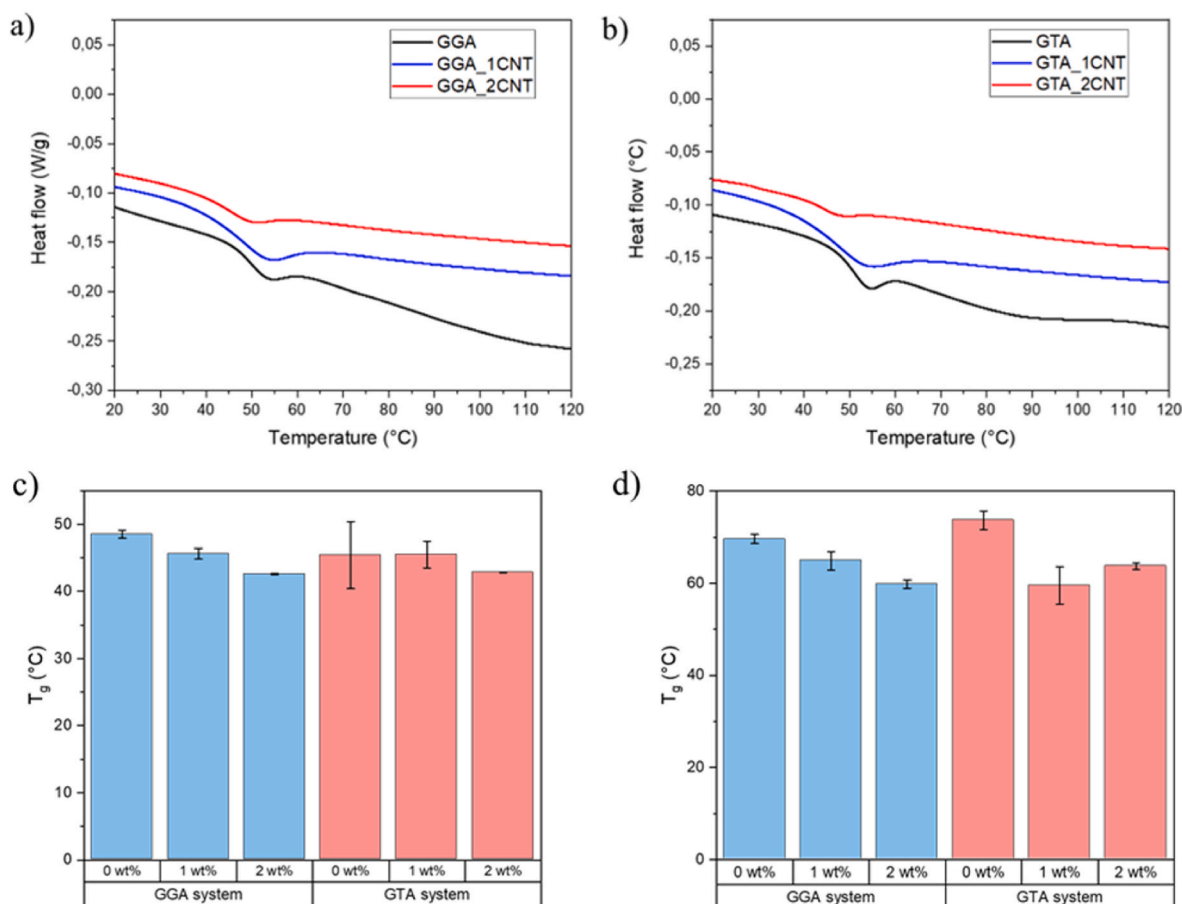 a)
0,05
0,00
-0,05
-0,10
-0,15
-0,20
-0,25
-0,30
Heat flow (W/g)
GGA
GGA_1CNT
GGA_2CNT
20 30 40 50 60 70 80 90 100 110 120
Temperature (°C)
b)
0,05
0,00
-0,05
-0,10
-0,15
-0,20
-0,25
Heat flow (°C)
GTA
GTA_1CNT
GTA_2CNT
20 30 40 50 60 70 80 90 100 110 120
Temperature (°C)
c)
50
40
30
20
10
0
Tg (°C)
0 wt% 1 wt% 2 wt% 0 wt% 1 wt% 2 wt%
GGA system GTA system
d)
80
60
40
20
0
Tg (°C)
0 wt% 1 wt% 2 wt% 0 wt% 1 wt% 2 wt%
GGA system GTA system